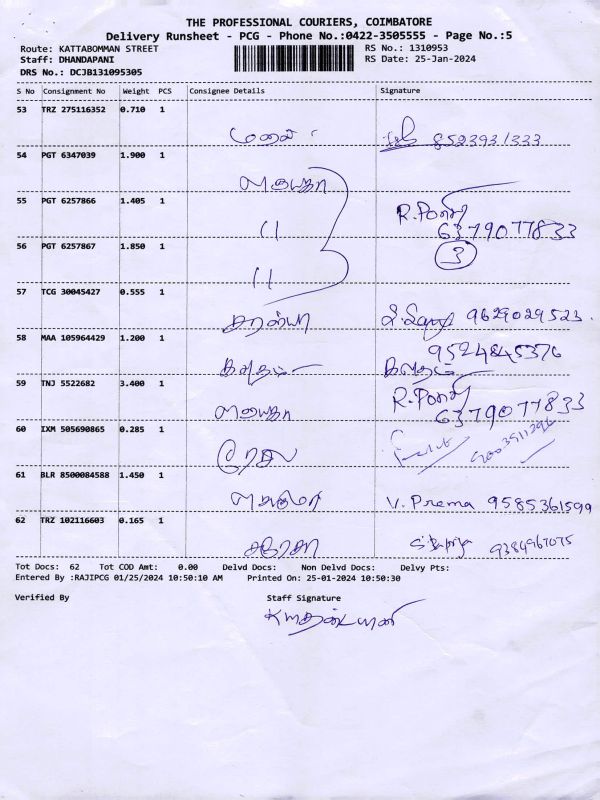 THE PROFESSIONAL COURIERS, COIMBATORE
Delivery Runsheet - PCG - Phone No.:0422-3505555 - Page No.:5
Route: KATTABOMMAN STREET RS No.: 1310953
Staff: DHANDAPANI RS Date: 25-Jan-2024
DRS No.: DCJB131095305
S No Consignment No Weight PCS Consignee Details Signature
53 TRZ 275116352 0.710 1
8523931333
54 PGT 6347039 1.900 1
55 PGT 6257866 1.405 1 R.Pon
11 6379077833
56 PGT 6257867 1.850 1 3
11
57 TCG 30045427 0.555 1
சரண்யா 9629029523.
58 MAA 105964429 1.200 1 9524845376
59 TNJ 5522682 3.400 1 R.Pon
6379077833
60 IXM 505690865 0.285 1
61 BLR 8500084588 1.450 1
V. Prema 9585361599
62 TRZ 102116603 0.165 1
9384967075
Tot Docs: 62 Tot COD Amt: 0.00 Delvd Docs: Non Delvd Docs: Delvy Pts:
Entered By :RAJIPCG 01/25/2024 10:50:10 AM Printed On: 25-01-2024 10:50:30
Verified By Staff Signature